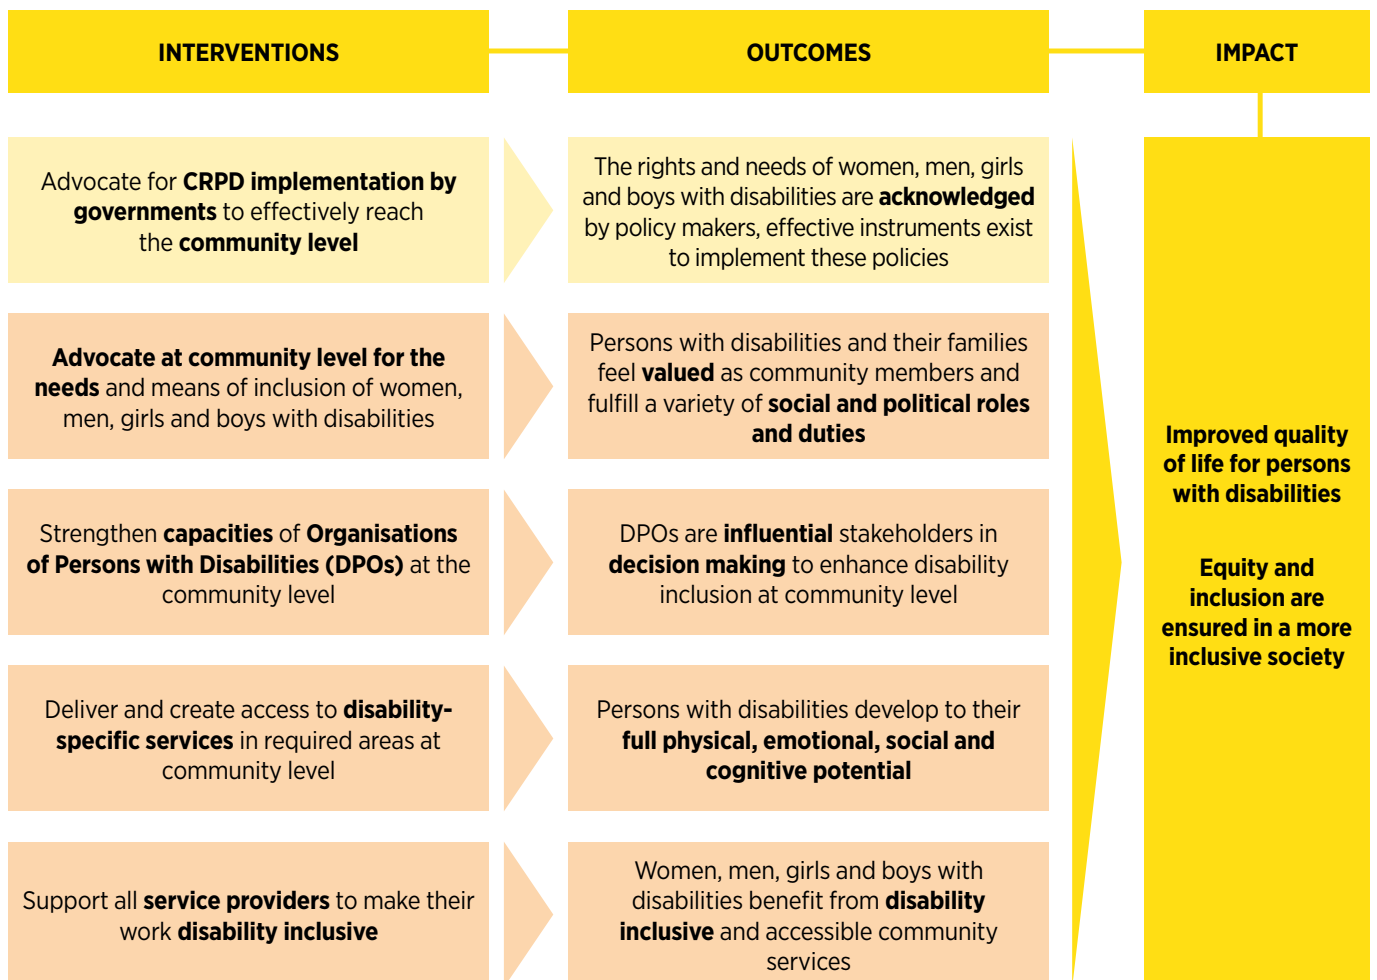 INTERVENTIONS
OUTCOMES
IMPACT
Advocate for CRPD implementation by
governments to effectively reach
the community level
The rights and needs of women, men, girls
and boys with disabilities are acknowledged
by policy makers, effective instruments exist
to implement these policies
Advocate at community level for the
needs and means of inclusion of women,
men, girls and boys with disabilities
Persons with disabilities and their families
feel valued as community members and
fulfill a variety of social and political roles
and duties
Strengthen capacities of Organisations
of Persons with Disabilities (DPOs) at the
community level
DPOs are influential stakeholders in
decision making to enhance disability
inclusion at community level
Deliver and create access to disability-
specific services in required areas at
community level
Persons with disabilities develop to their
full physical, emotional, social and
cognitive potential
Support all service providers to make their
work disability inclusive
Women, men, girls and boys with
disabilities benefit from disability
inclusive and accessible community
services
Improved quality
of life for persons
with disabilities
Equity and
inclusion are
ensured in a more
inclusive society